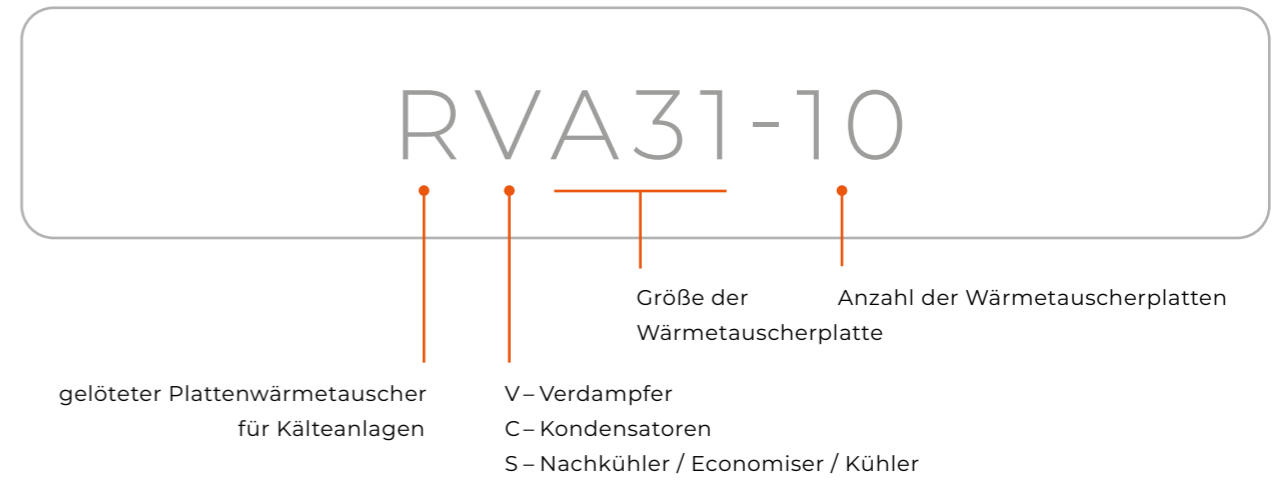 RVA31-10
Größe der
Wärmetauscherplatte
Anzahl der Wärmetauscherplatten
gelöteter Plattenwärmetauscher
für Kälteanlagen
V – Verdampfer
C – Kondensatoren
S – Nachkühler / Economiser / Kühler